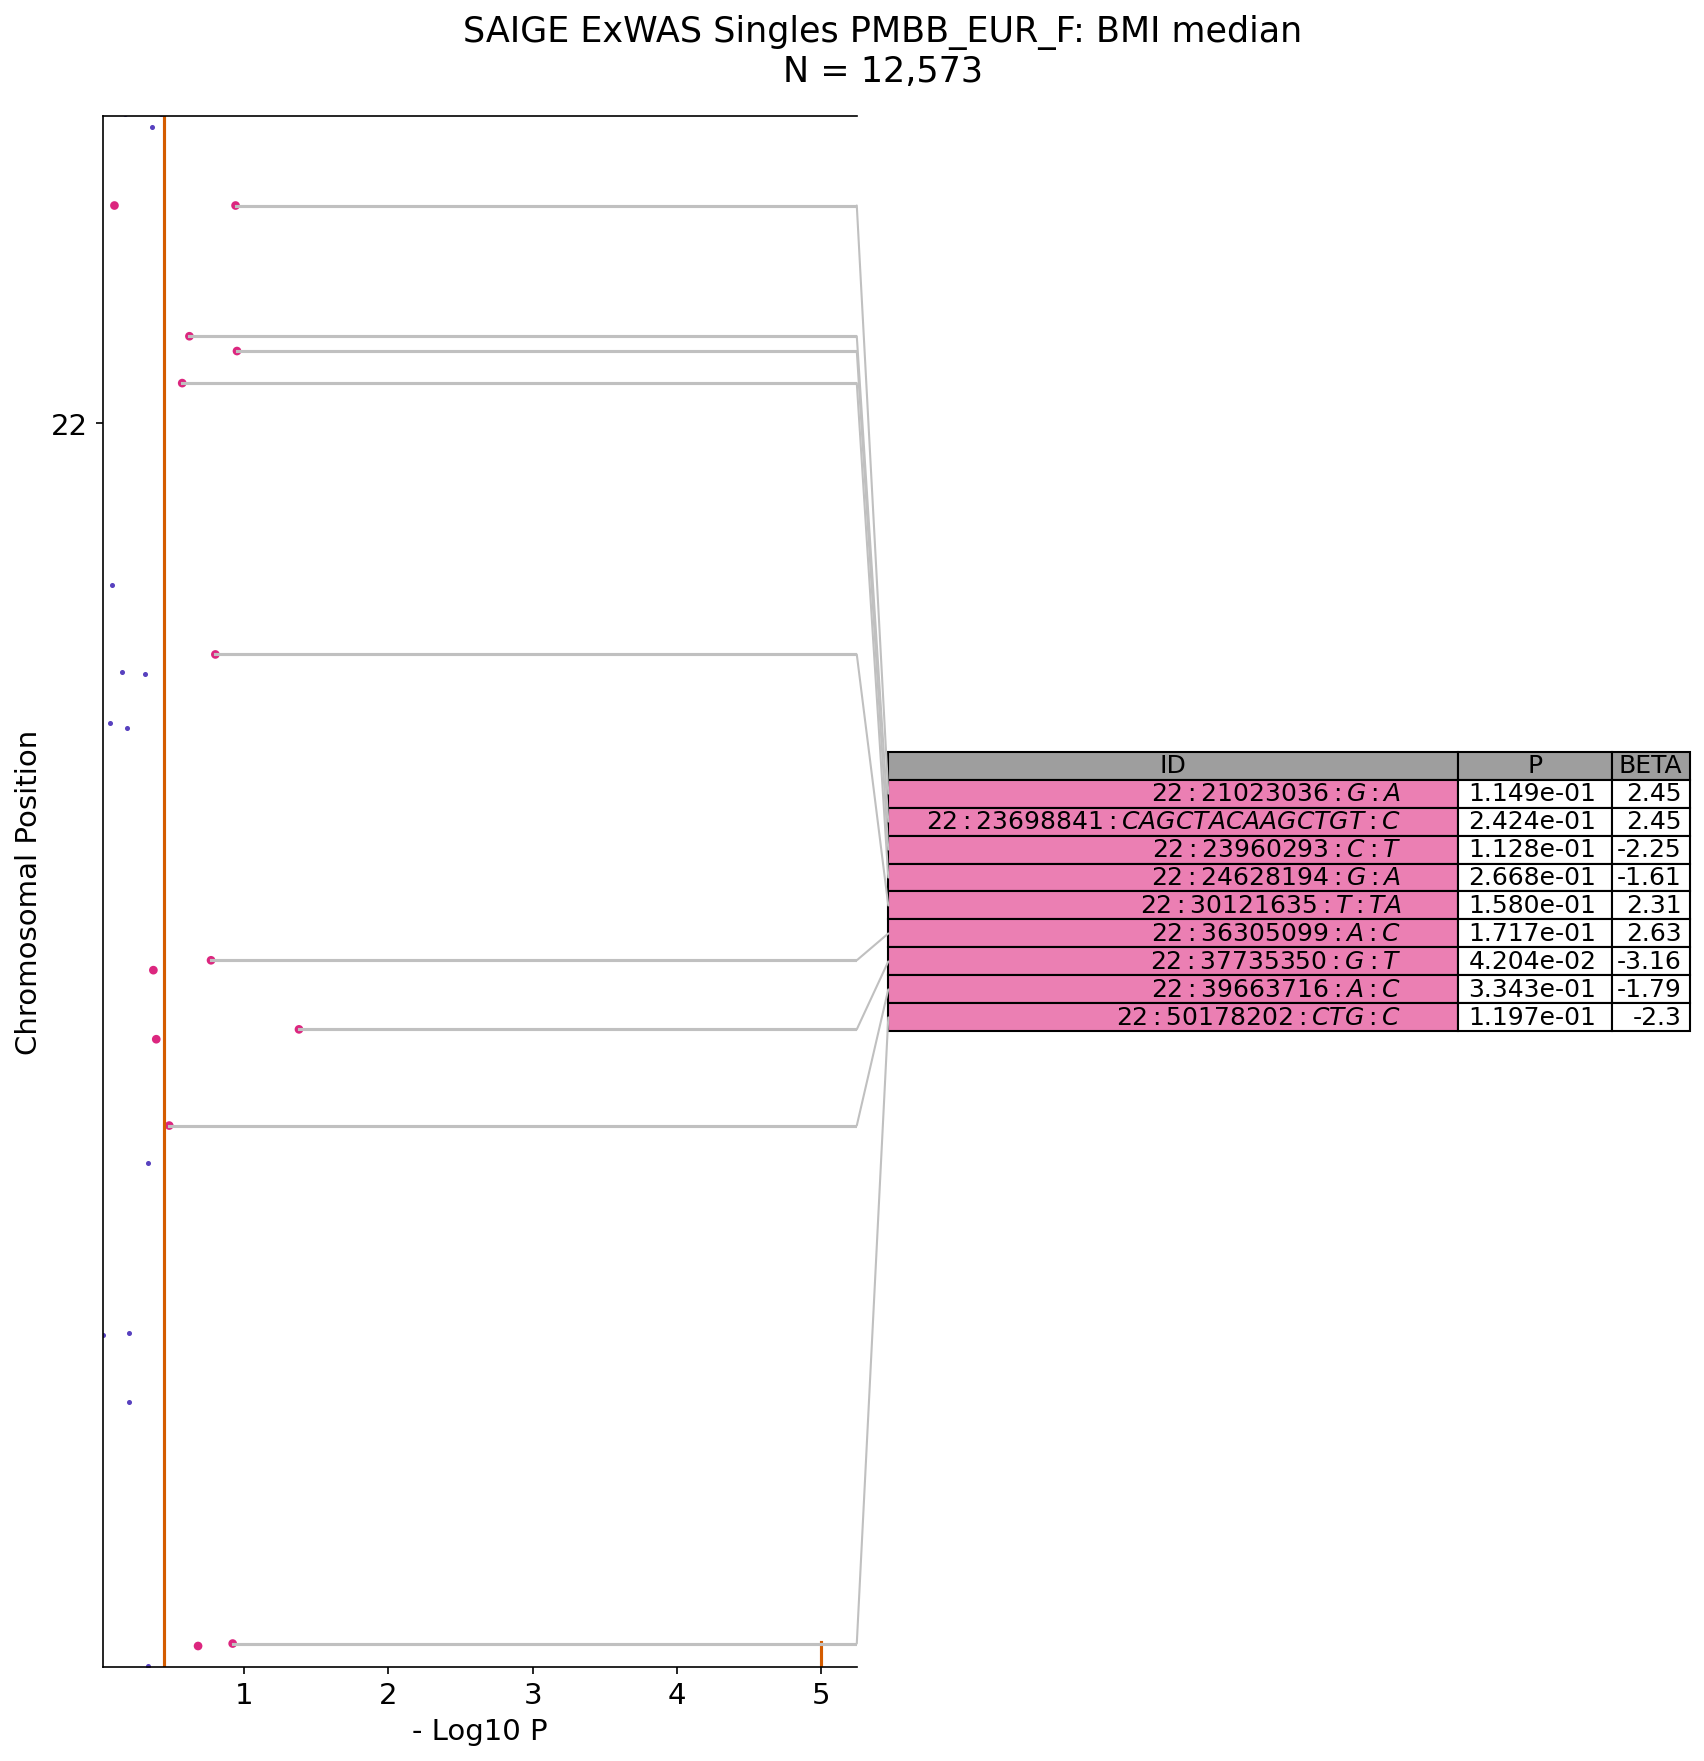 SAIGE ExWAS Singles PMBB_EUR_F: BMI median
N = 12,573
22
Chromosomal Position
ID P BETA
22:21023036:G:A 1.149e-01 2.45
22:23698841:CAGCTACAAGCTGT:C 2.424e-01 2.45
22:23960293:C:T 1.128e-01 -2.25
22:24628194:G:A 2.668e-01 -1.61
22:30121635:T:TA 1.580e-01 2.31
22:36305099:A:C 1.717e-01 2.63
22:37735350:G:T 4.204e-02 -3.16
22:39663716:A:C 3.343e-01 -1.79
22:50178202:CTG:C 1.197e-01 -2.3
1 2 3 4 5
- Log10 P